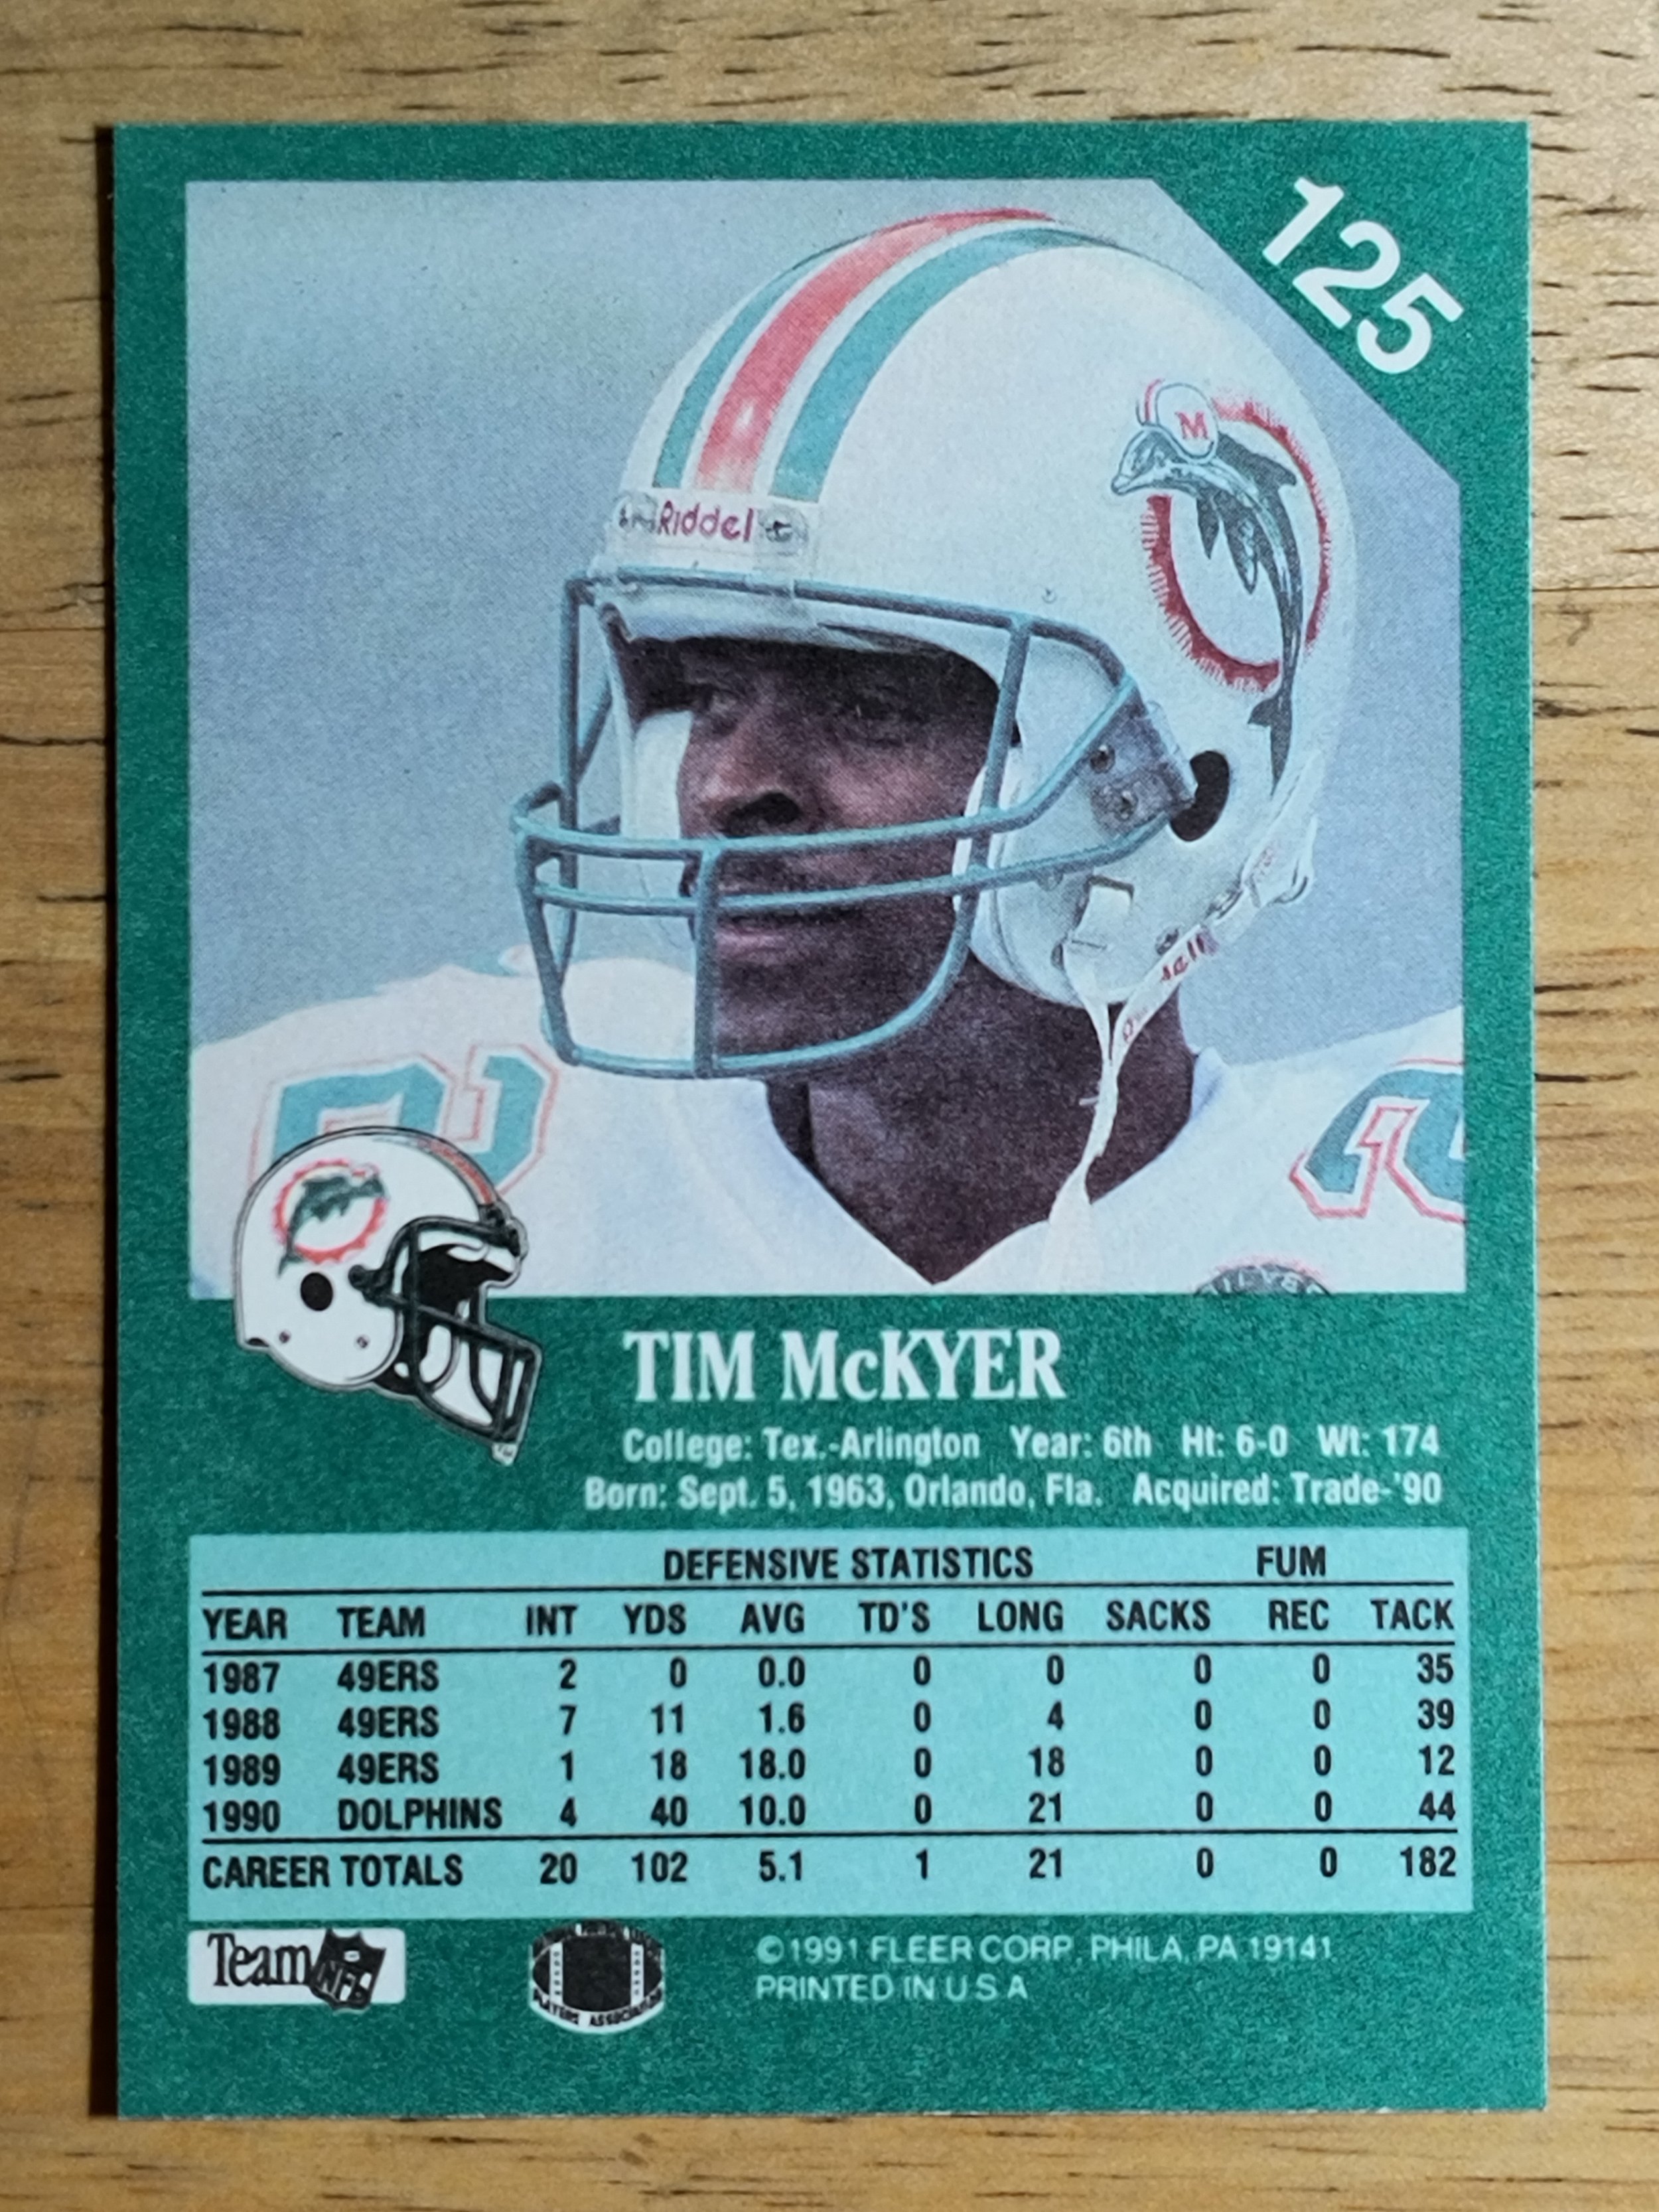 125
M
Riddell
TIM McKYER
College: Tex.-Arlington Year: 6th Ht: 6-0 Wt: 174
Born: Sept. 5, 1963, Orlando, Fla. Acquired: Trade-'90
DEFENSIVE STATISTICS FUM
YEAR TEAM INT YDS AVG TD'S LONG SACKS REC TACK
1987 49ERS 2 0 0.0 0 0 0 0 35
1988 49ERS 7 11 1.6 0 4 0 0 39
1989 49ERS 1 18 18.0 0 18 0 0 12
1990 DOLPHINS 4 40 10.0 0 21 0 0 44
CAREER TOTALS 20 102 5.1 1 21 0 0 182
Team NFL
PLAYERS ASSOCIATION
©1991 FLEER CORP., PHILA, PA 19141
PRINTED IN U.S.A